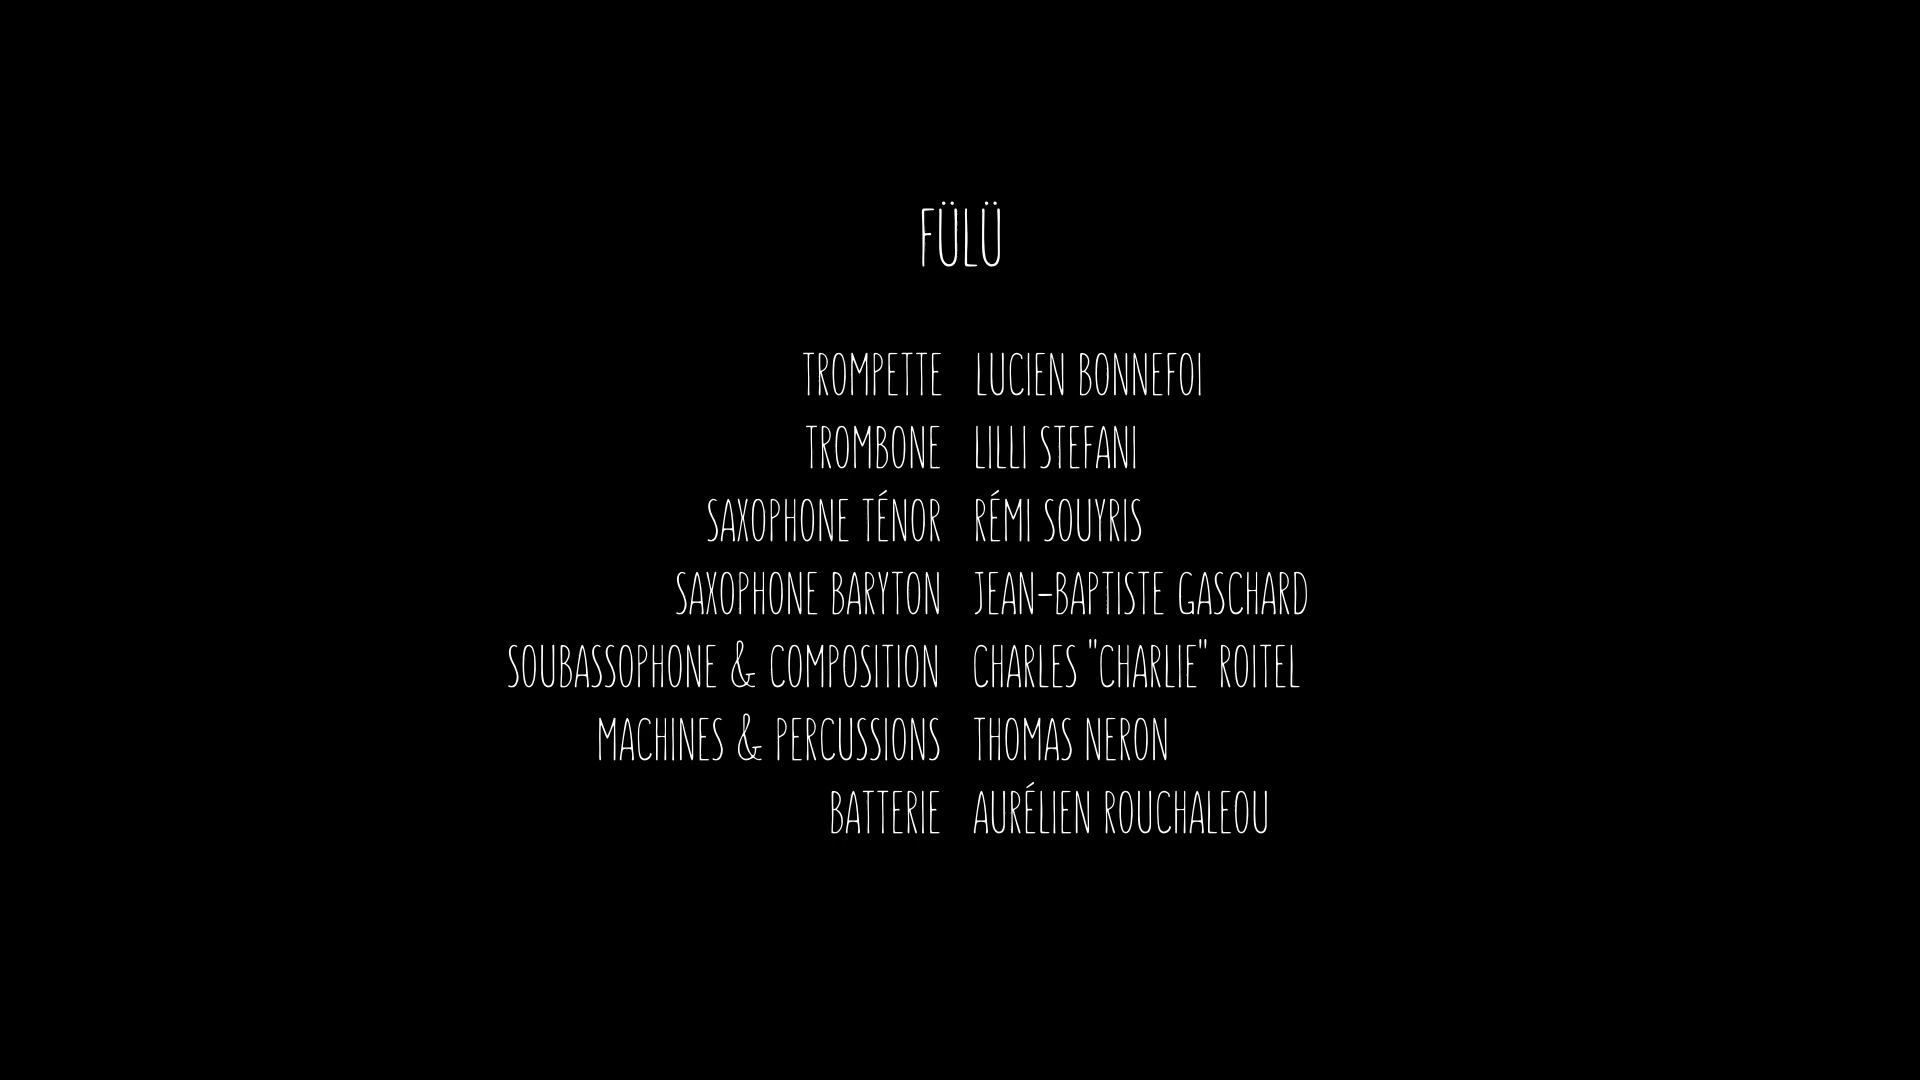 FÜLÜ
TROMPETTE LUCIEN BONNEFOI
TROMBONE LILLI STEFANI
SAXOPHONE TÉNOR RÉMI SOUYRIS
SAXOPHONE BARYTON JEAN-BAPTISTE GASCHARD
SOUBASSOPHONE & COMPOSITION CHARLES "CHARLIE" ROITEL
MACHINES & PERCUSSIONS THOMAS NERON
BATTERIE AURÉLIEN ROUCHALEOU